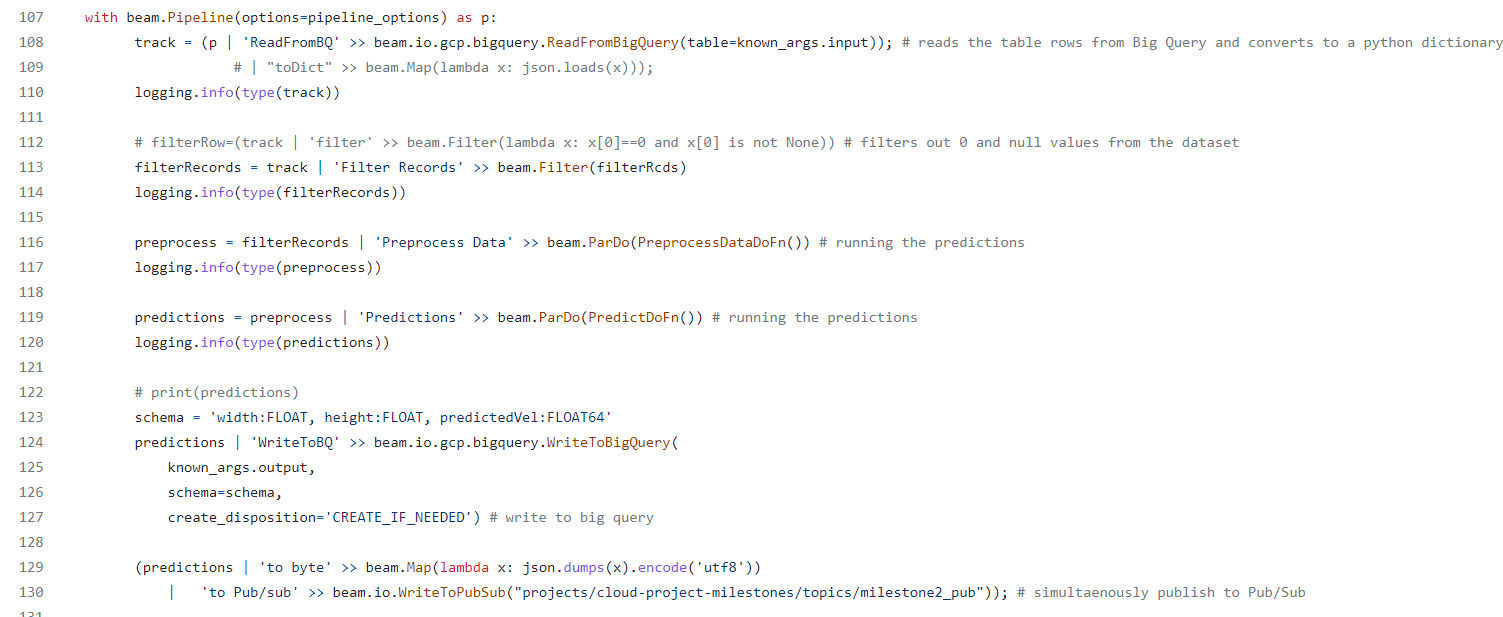 107 with beam.Pipeline(options=pipeline_options) as p:
108 track = (p | 'ReadFromBQ' >> beam.io.gcp.bigquery.ReadFromBigQuery(table=known_args.input)); # reads the table rows from Big Query and converts to a python dictionary
109 # | "toDict" >> beam.Map(lambda x: json.loads(x)));
110 logging.info(type(track))
111
112 # filterRow=(track | 'filter' >> beam.Filter(lambda x: x[0]==0 and x[0] is not None)) # filters out 0 and null values from the dataset
113 filterRecords = track | 'Filter Records' >> beam.Filter(filterRcds)
114 logging.info(type(filterRecords))
115
116 preprocess = filterRecords | 'Preprocess Data' >> beam.ParDo(PreprocessDataDoFn()) # running the predictions
117 logging.info(type(preprocess))
118
119 predictions = preprocess | 'Predictions' >> beam.ParDo(PredictDoFn()) # running the predictions
120 logging.info(type(predictions))
121
122 # print(predictions)
123 schema = 'width:FLOAT, height:FLOAT, predictedVel:FLOAT64'
124 predictions | 'WriteToBQ' >> beam.io.gcp.bigquery.WriteToBigQuery(
125 known_args.output,
126 schema=schema,
127 create_disposition='CREATE_IF_NEEDED') # write to big query
128
129 (predictions | 'to byte' >> beam.Map(lambda x: json.dumps(x).encode('utf8'))
130 | 'to Pub/sub' >> beam.io.WriteToPubSub("projects/cloud-project-milestones/topics/milestone2_pub")); # simultaenously publish to Pub/Sub
131